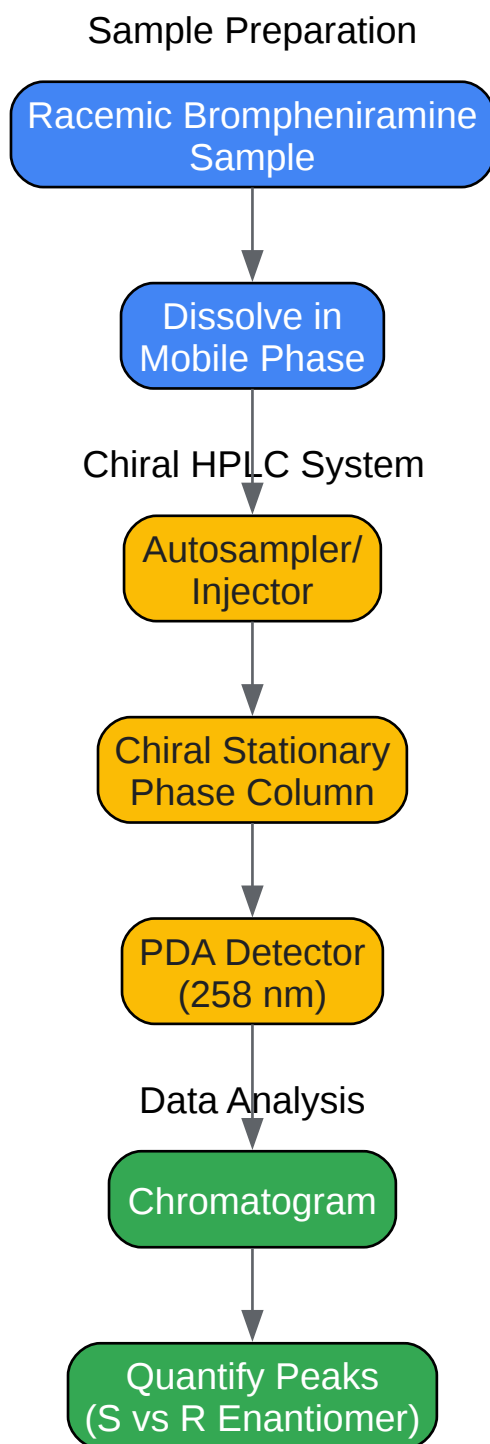 Sample Preparation
Racemic Brompheniramine
Sample
Dissolve in
Mobile Phase
Chiral HPLC System
Autosampler/
Injector
Chiral Stationary
Phase Column
PDA Detector
(258 nm)
Data Analysis
Chromatogram
Quantify Peaks
(S vs R Enantiomer)